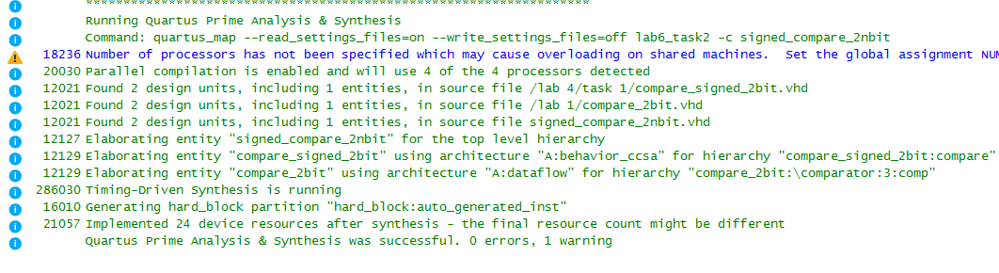 *******************************************************************
Running Quartus Prime Analysis & Synthesis
Command: quartus_map --read_settings_files=on --write_settings_files=off lab6_task2 -c signed_compare_2nbit
18236 Number of processors has not been specified which may cause overloading on shared machines.  Set the global assignment NUM
20030 Parallel compilation is enabled and will use 4 of the 4 processors detected
12021 Found 2 design units, including 1 entities, in source file /lab 4/task 1/compare_signed_2bit.vhd
12021 Found 2 design units, including 1 entities, in source file /lab 1/compare_2bit.vhd
12021 Found 2 design units, including 1 entities, in source file signed_compare_2nbit.vhd
12127 Elaborating entity "signed_compare_2nbit" for the top level hierarchy
12129 Elaborating entity "compare_signed_2bit" using architecture "A:behavior_ccsa" for hierarchy "compare_signed_2bit:compare"
12129 Elaborating entity "compare_2bit" using architecture "A:dataflow" for hierarchy "compare_2bit:\comparator:3:comp"
286030 Timing-Driven Synthesis is running
16010 Generating hard_block partition "hard_block:auto_generated_inst"
21057 Implemented 24 device resources after synthesis - the final resource count might be different
Quartus Prime Analysis & Synthesis was successful. 0 errors, 1 warning